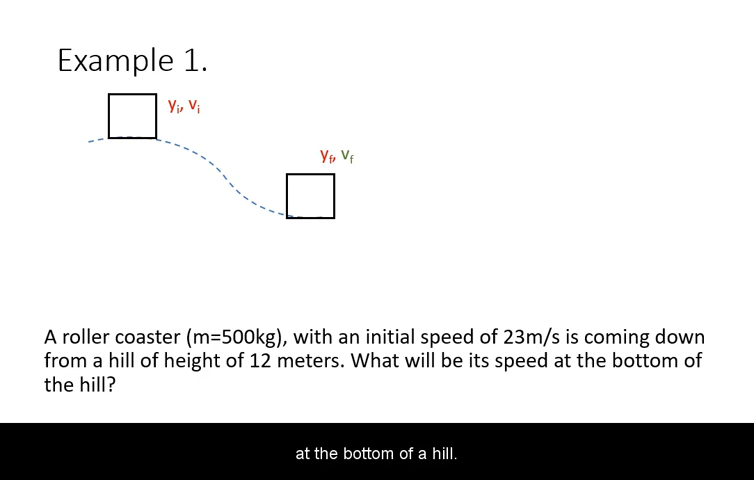 Example 1.
yᵢ, vᵢ
y_f, v_f
A roller coaster (m=500kg), with an initial speed of 23m/s is coming down
from a hill of height of 12 meters. What will be its speed at the bottom of
the hill?
at the bottom of a hill.